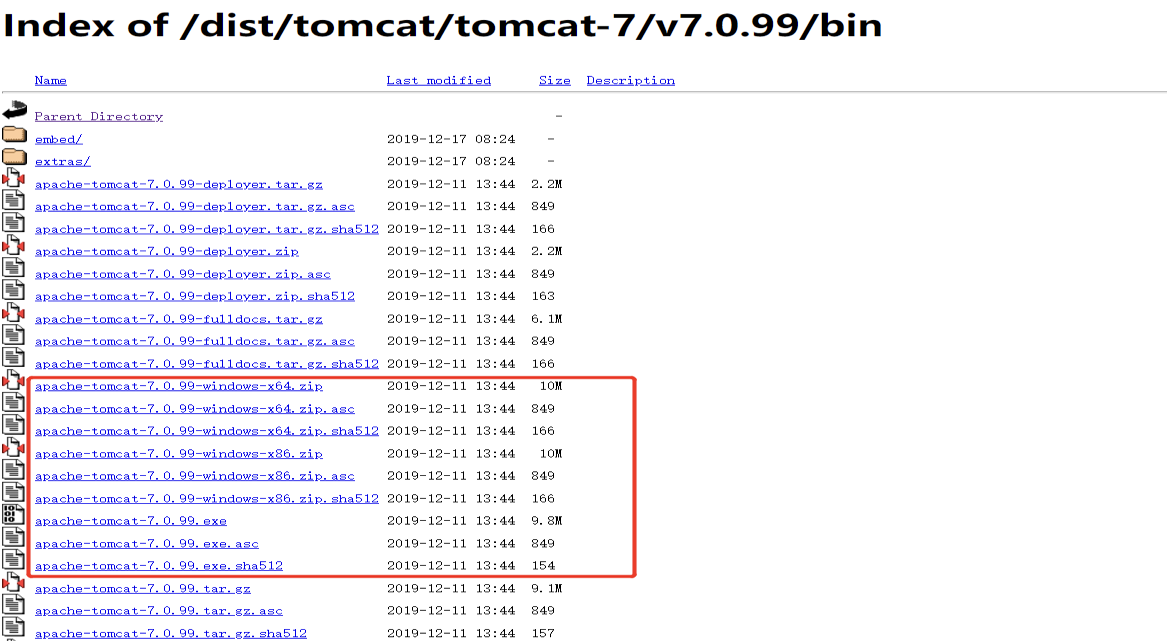 Index of /dist/tomcat/tomcat-7/v7.0.99/bin
Name Last modified Size Description
Parent Directory -
embed/ 2019-12-17 08:24 -
extras/ 2019-12-17 08:24 -
apache-tomcat-7.0.99-deployer.tar.gz 2019-12-11 13:44 2.2M
apache-tomcat-7.0.99-deployer.tar.gz.asc 2019-12-11 13:44 849
apache-tomcat-7.0.99-deployer.tar.gz.sha512 2019-12-11 13:44 166
apache-tomcat-7.0.99-deployer.zip 2019-12-11 13:44 2.2M
apache-tomcat-7.0.99-deployer.zip.asc 2019-12-11 13:44 849
apache-tomcat-7.0.99-deployer.zip.sha512 2019-12-11 13:44 163
apache-tomcat-7.0.99-fulldocs.tar.gz 2019-12-11 13:44 6.1M
apache-tomcat-7.0.99-fulldocs.tar.gz.asc 2019-12-11 13:44 849
apache-tomcat-7.0.99-fulldocs.tar.gz.sha512 2019-12-11 13:44 166
apache-tomcat-7.0.99-windows-x64.zip 2019-12-11 13:44 10M
apache-tomcat-7.0.99-windows-x64.zip.asc 2019-12-11 13:44 849
apache-tomcat-7.0.99-windows-x64.zip.sha512 2019-12-11 13:44 166
apache-tomcat-7.0.99-windows-x86.zip 2019-12-11 13:44 10M
apache-tomcat-7.0.99-windows-x86.zip.asc 2019-12-11 13:44 849
apache-tomcat-7.0.99-windows-x86.zip.sha512 2019-12-11 13:44 166
apache-tomcat-7.0.99.exe 2019-12-11 13:44 9.8M
apache-tomcat-7.0.99.exe.asc 2019-12-11 13:44 849
apache-tomcat-7.0.99.exe.sha512 2019-12-11 13:44 154
apache-tomcat-7.0.99.tar.gz 2019-12-11 13:44 9.1M
apache-tomcat-7.0.99.tar.gz.asc 2019-12-11 13:44 849
apache-tomcat-7.0.99.tar.gz.sha512 2019-12-11 13:44 157